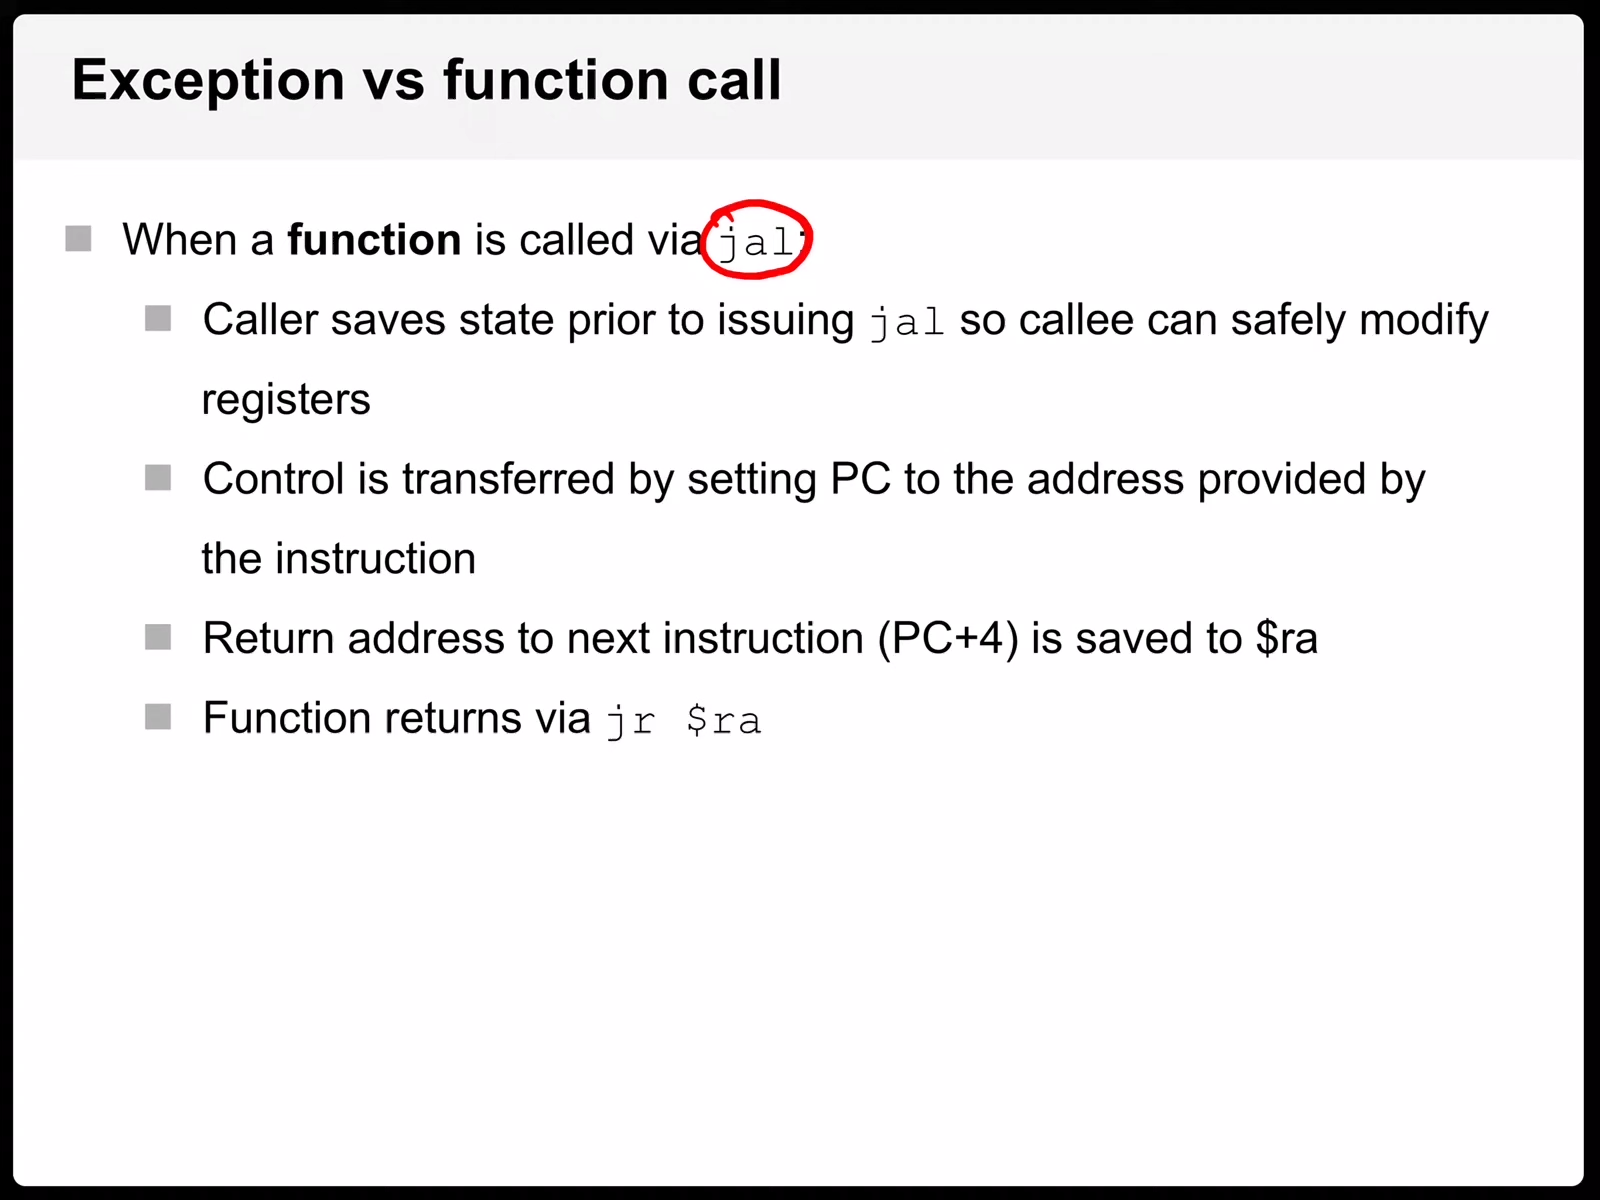 Exception vs function call
When a function is called via jal:
Caller saves state prior to issuing jal so callee can safely modify
registers
Control is transferred by setting PC to the address provided by
the instruction
Return address to next instruction (PC+4) is saved to $ra
Function returns via jr $ra